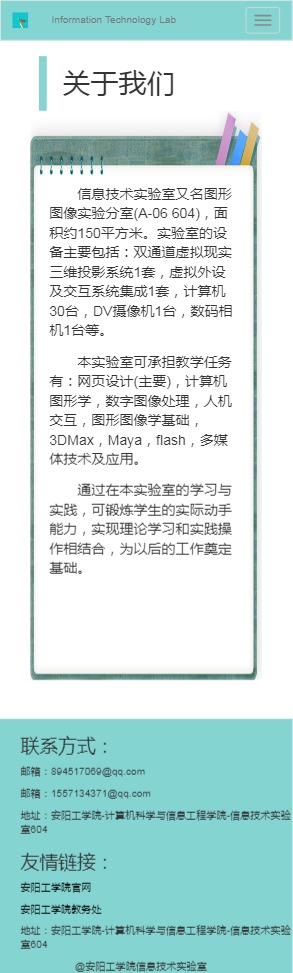 Information Technology Lab
关于我们
信息技术实验室又名图形
图像实验分室(A-06 604)，面
积约150平方米。实验室的设
备主要包括：双通道虚拟现实
三维投影系统1套，虚拟外设
及交互系统集成1套，计算机
30台，DV摄像机1台，数码相
机1台等。
本实验室可承担教学任务
有：网页设计(主要)，计算机
图形学，数字图像处理，人机
交互，图形图像学基础，
3DMax，Maya，flash，多媒
体技术及应用。
通过在本实验室的学习与
实践，可锻炼学生的实际动手
能力，实现理论学习和实践操
作相结合，为以后的工作奠定
基础。
联系方式：
邮箱：894517069@qq.com
邮箱：1557134371@qq.com
地址：安阳工学院-计算机科学与信息工程学院-信息技术实验
室604
友情链接：
安阳工学院官网
安阳工学院教务处
地址：安阳工学院-计算机科学与信息工程学院-信息技术实验
室604
@安阳工学院信息技术实验室